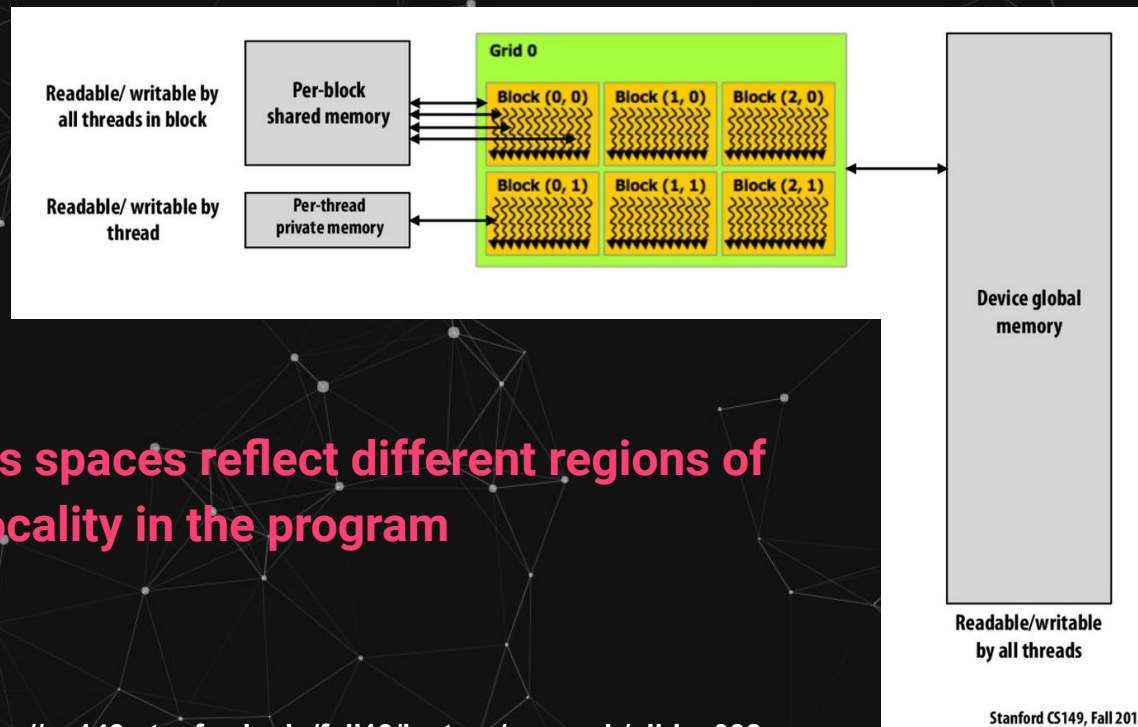 Grid 0
Readable/ writable by
all threads in block
Per-block
shared memory
Block (0, 0) Block (1, 0) Block (2, 0)
Readable/ writable by
thread
Per-thread
private memory
Block (0, 1) Block (1, 1) Block (2, 1)
Device global
memory
Readable/writable
by all threads
s spaces reflect different regions of
ocality in the program
Stanford CS149, Fall 201